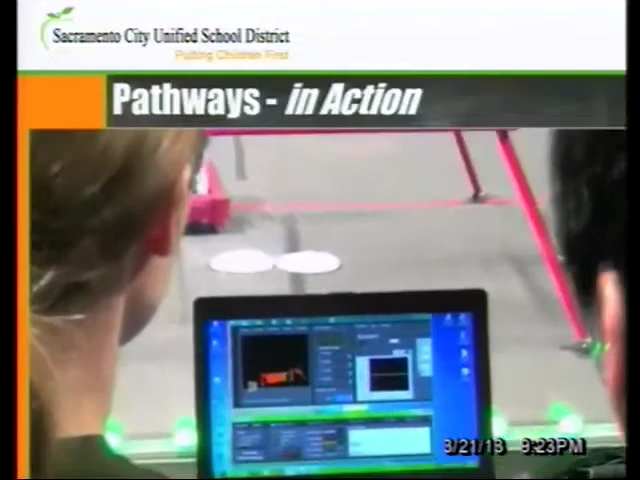 Sacramento City Unified School District
Putting Children First
Pathways - in Action
3/21/13 9:23PM